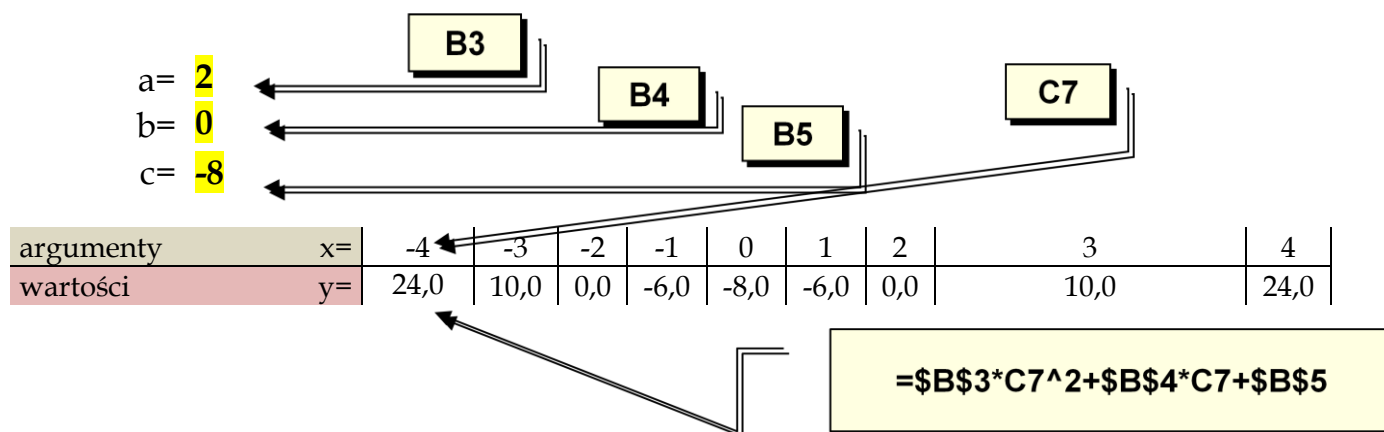 B3
a= 2
B4
C7
b= 0
B5
c= -8
argumenty x= -4 -3 -2 -1 0 1 2 3 4
wartości y= 24,0 10,0 0,0 -6,0 -8,0 -6,0 0,0 10,0 24,0
=$B$3*C7^2+$B$4*C7+$B$5